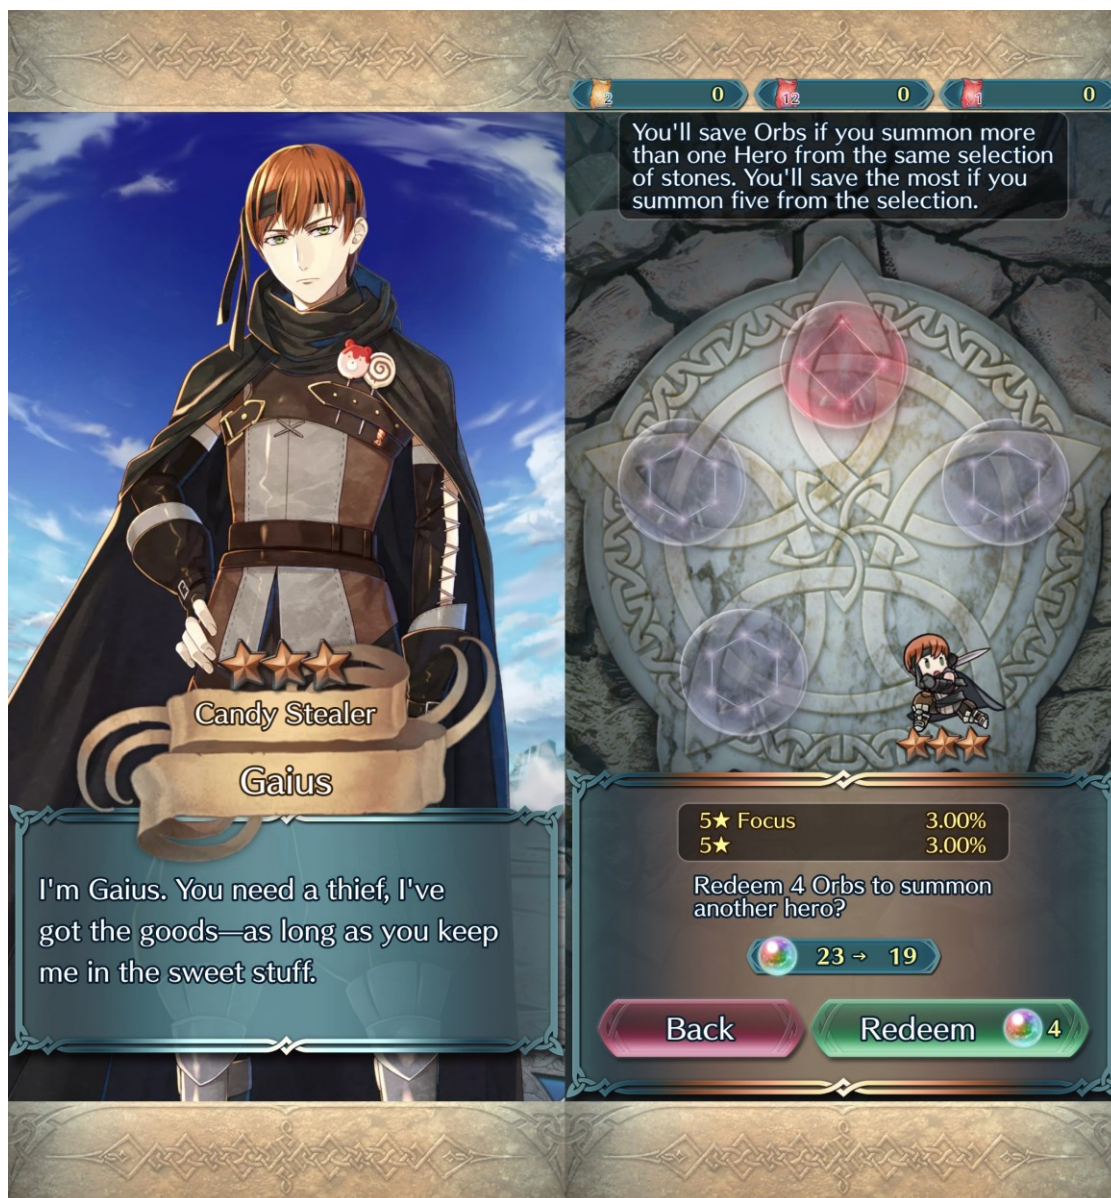 Candy Stealer
Gaius
I'm Gaius. You need a thief, I've
got the goods—as long as you keep
me in the sweet stuff.
2 0
12 0
1 0
You'll save Orbs if you summon more
than one Hero from the same selection
of stones. You'll save the most if you
summon five from the selection.
5★ Focus 3.00%
5★ 3.00%
Redeem 4 Orbs to summon
another hero?
23 → 19
Back
Redeem 4